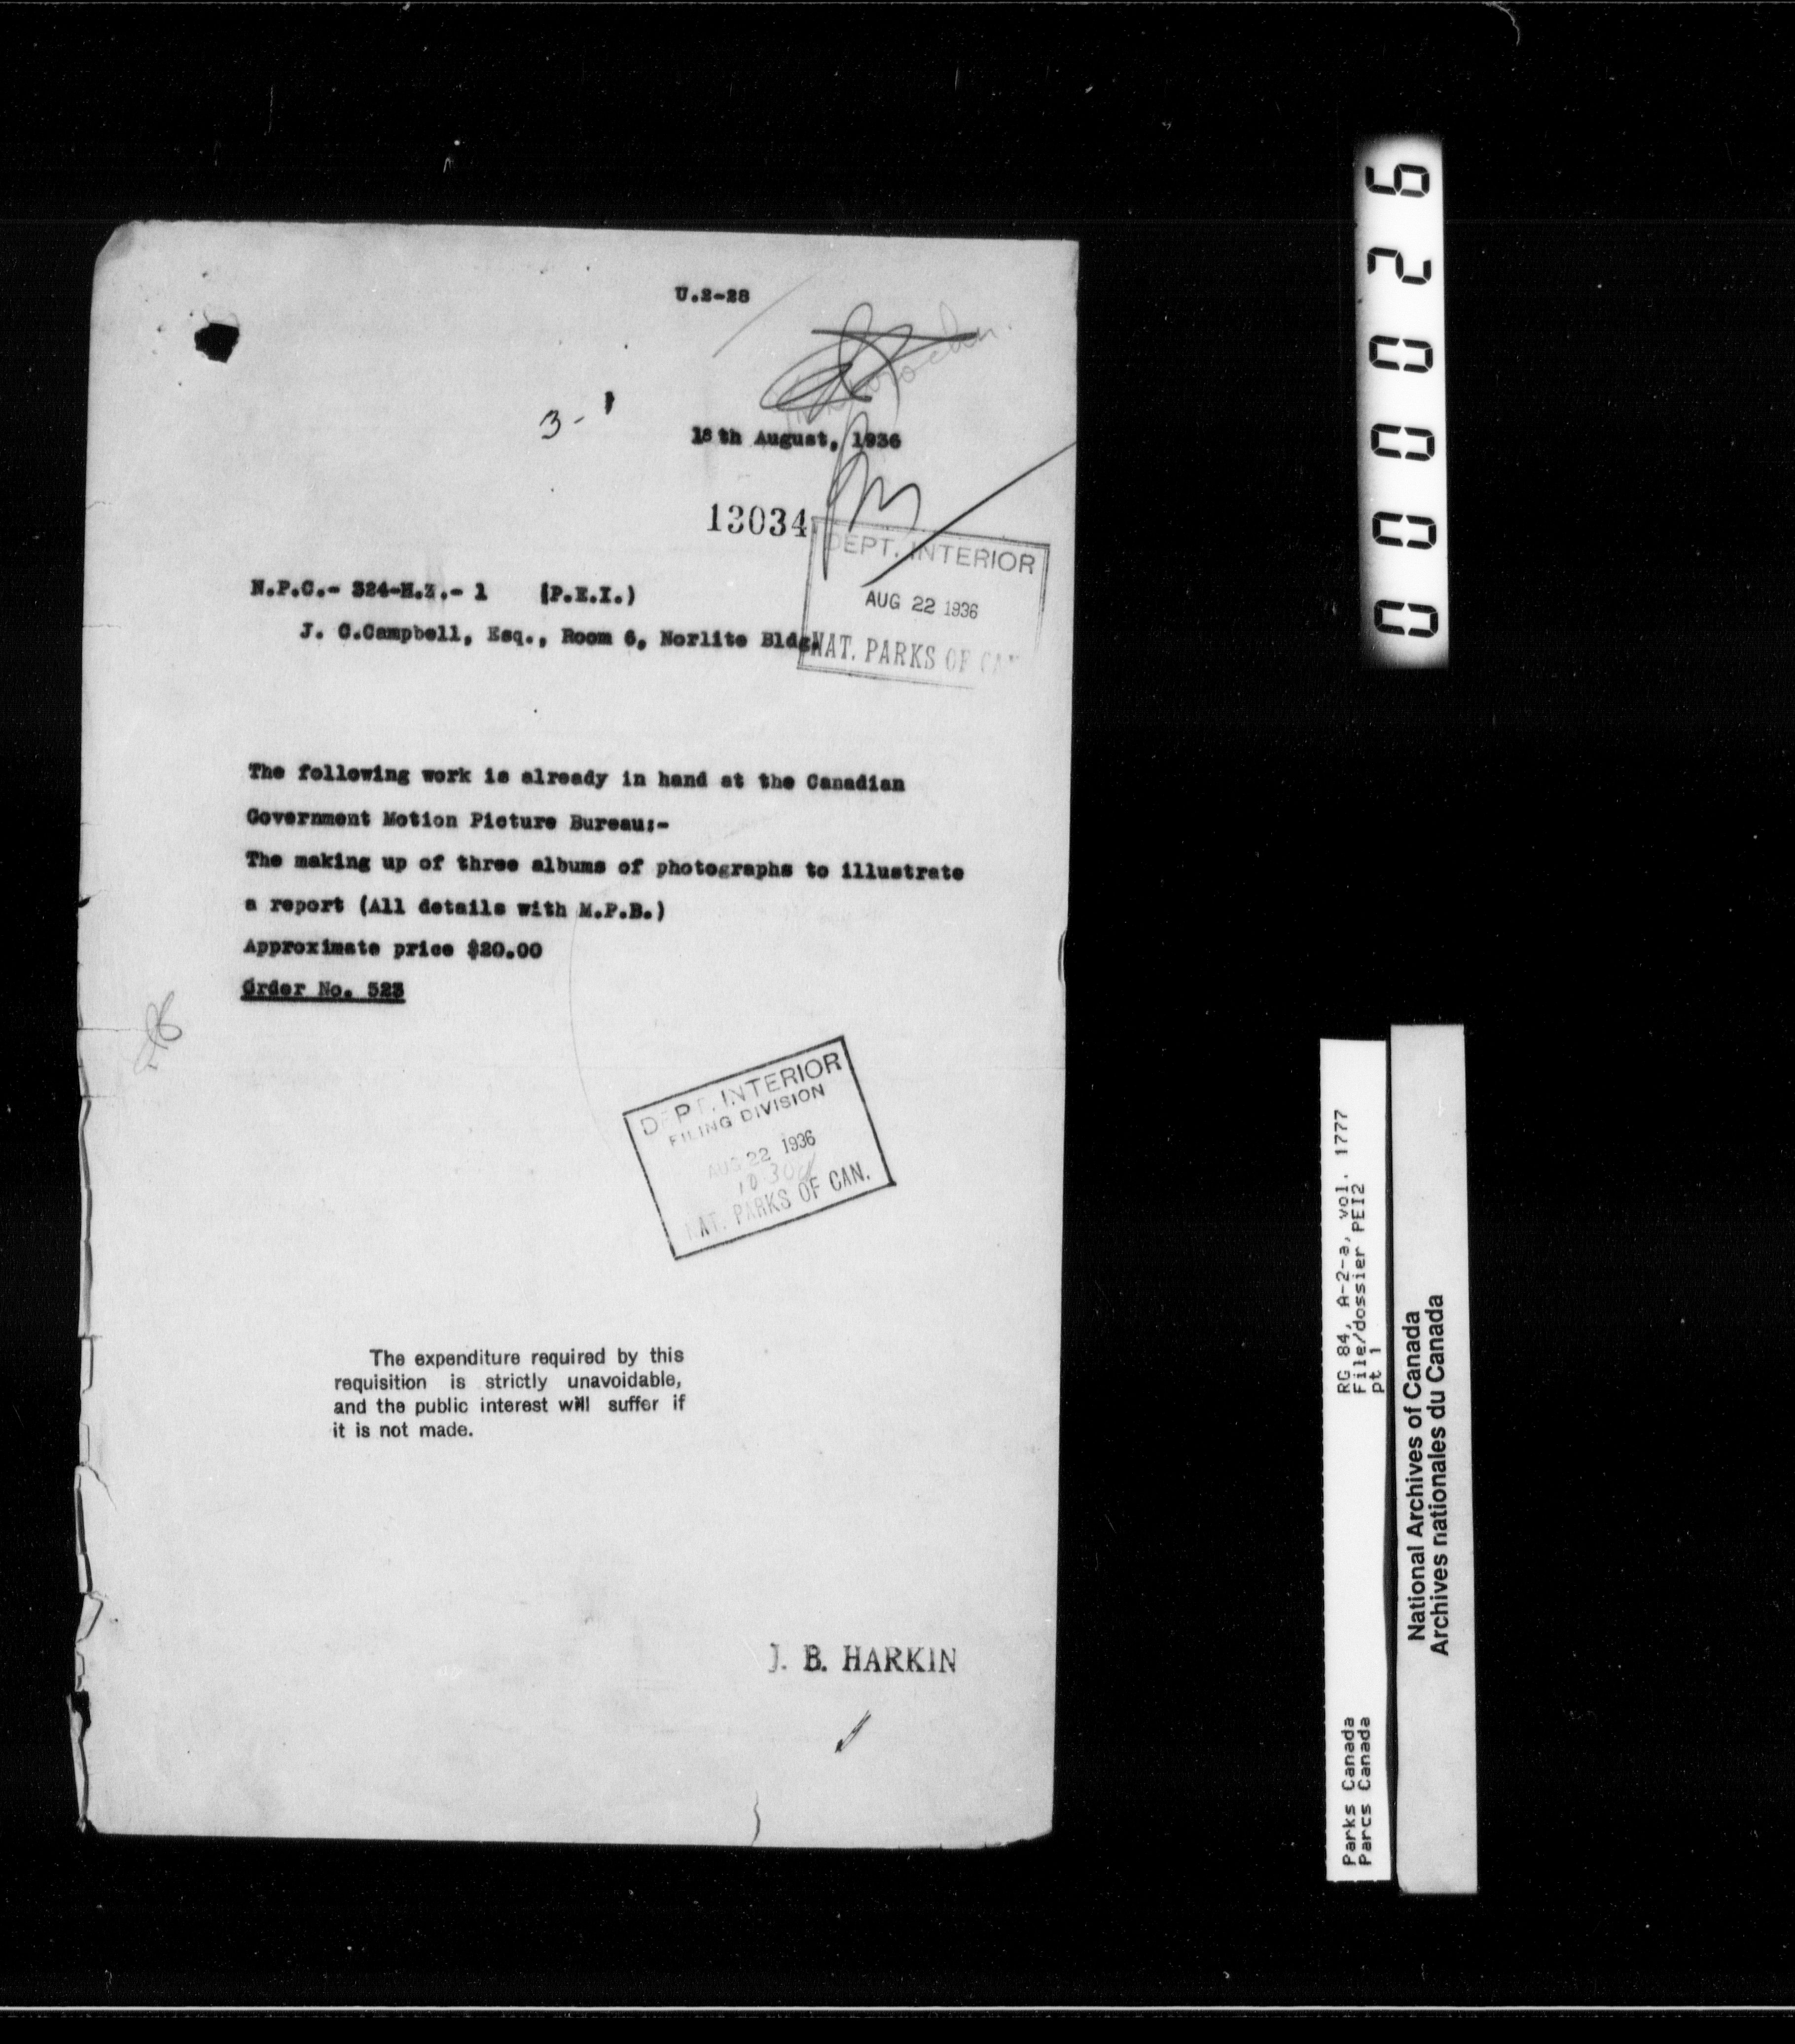 U.2-28
3-1
18th August, 1936
13034
DEPT. INTERIOR
AUG 22 1936
NAT. PARKS OF CAN
N.P.C.- 324-H.Z.- 1 (P.E.I.)
J. C.Campbell, Esq., Room 6, Norlite Bldg.
The following work is already in hand at the Canadian
Government Motion Picture Bureau:-
The making up of three albums of photographs to illustrate
a report (All details with M.P.B.)
Approximate price $20.00
Order No. 523
DEPT. INTERIOR
FILING DIVISION
AUG 22 1936
10 30
NAT. PARKS OF CAN.
The expenditure required by this
requisition is strictly unavoidable,
and the public interest will suffer if
it is not made.
J. B. HARKIN
000026
RG 84, A-2-a, vol. 1777
File/dossier PEI2
pt 1
Parks Canada
Parcs Canada
National Archives of Canada
Archives nationales du Canada